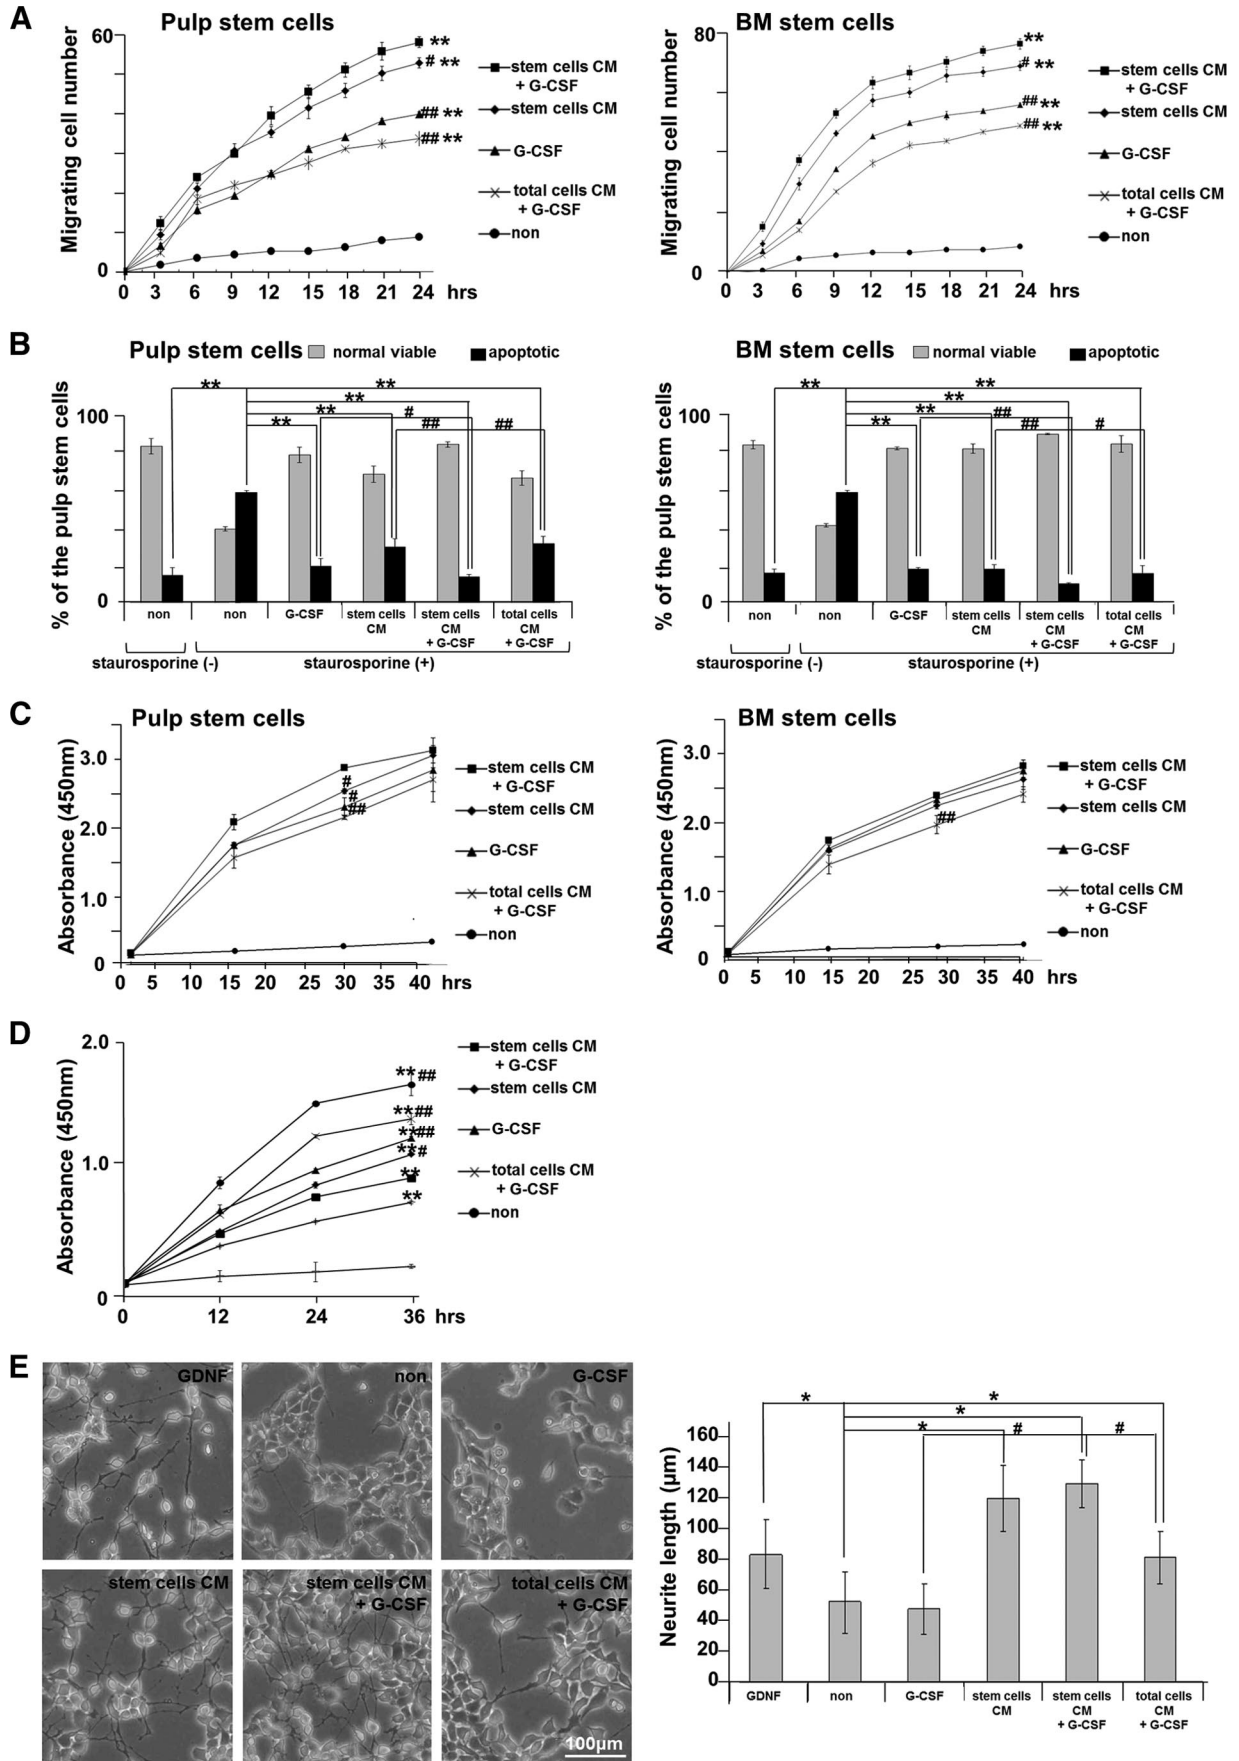 A
Pulp stem cells
Migrating cell number
60
0
0 3 6 9 12 15 18 21 24 hrs
**
# **
## **
## **
stem cells CM
+ G-CSF
stem cells CM
G-CSF
total cells CM
+ G-CSF
non
BM stem cells
Migrating cell number
80
0
0 3 6 9 12 15 18 21 24 hrs
**
# **
## **
## **
stem cells CM
+ G-CSF
stem cells CM
G-CSF
total cells CM
+ G-CSF
non
B
Pulp stem cells
normal viable
apoptotic
% of the pulp stem cells
100
0
** **
**
** #
** ## ##
non non G-CSF stem cells stem cells total cells
CM CM CM
+ G-CSF + G-CSF
staurosporine (-) staurosporine (+)
BM stem cells
normal viable
apoptotic
% of the pulp stem cells
100
0
** **
**
** ##
** ## #
non non G-CSF stem cells stem cells total cells
CM CM CM
+ G-CSF + G-CSF
staurosporine (-) staurosporine (+)
C
Pulp stem cells
Absorbance (450nm)
3.0
2.0
1.0
0
0 5 10 15 20 25 30 35 40 hrs
#
#
##
stem cells CM
+ G-CSF
stem cells CM
G-CSF
total cells CM
+ G-CSF
non
BM stem cells
Absorbance (450nm)
3.0
2.0
1.0
0
0 5 10 15 20 25 30 35 40 hrs
##
stem cells CM
+ G-CSF
stem cells CM
G-CSF
total cells CM
+ G-CSF
non
D
Absorbance (450nm)
2.0
1.0
0
0 12 24 36 hrs
** ##
**##
**##
**#
**
**
stem cells CM
+ G-CSF
stem cells CM
G-CSF
total cells CM
+ G-CSF
non
E
GDNF
non
G-CSF
stem cells CM
stem cells CM
+ G-CSF
total cells CM
+ G-CSF
100µm
Neurite length (µm)
160
140
120
100
80
60
40
20
0
* *
*
* # #
GDNF non G-CSF stem cells stem cells total cells
CM CM CM
+ G-CSF + G-CSF